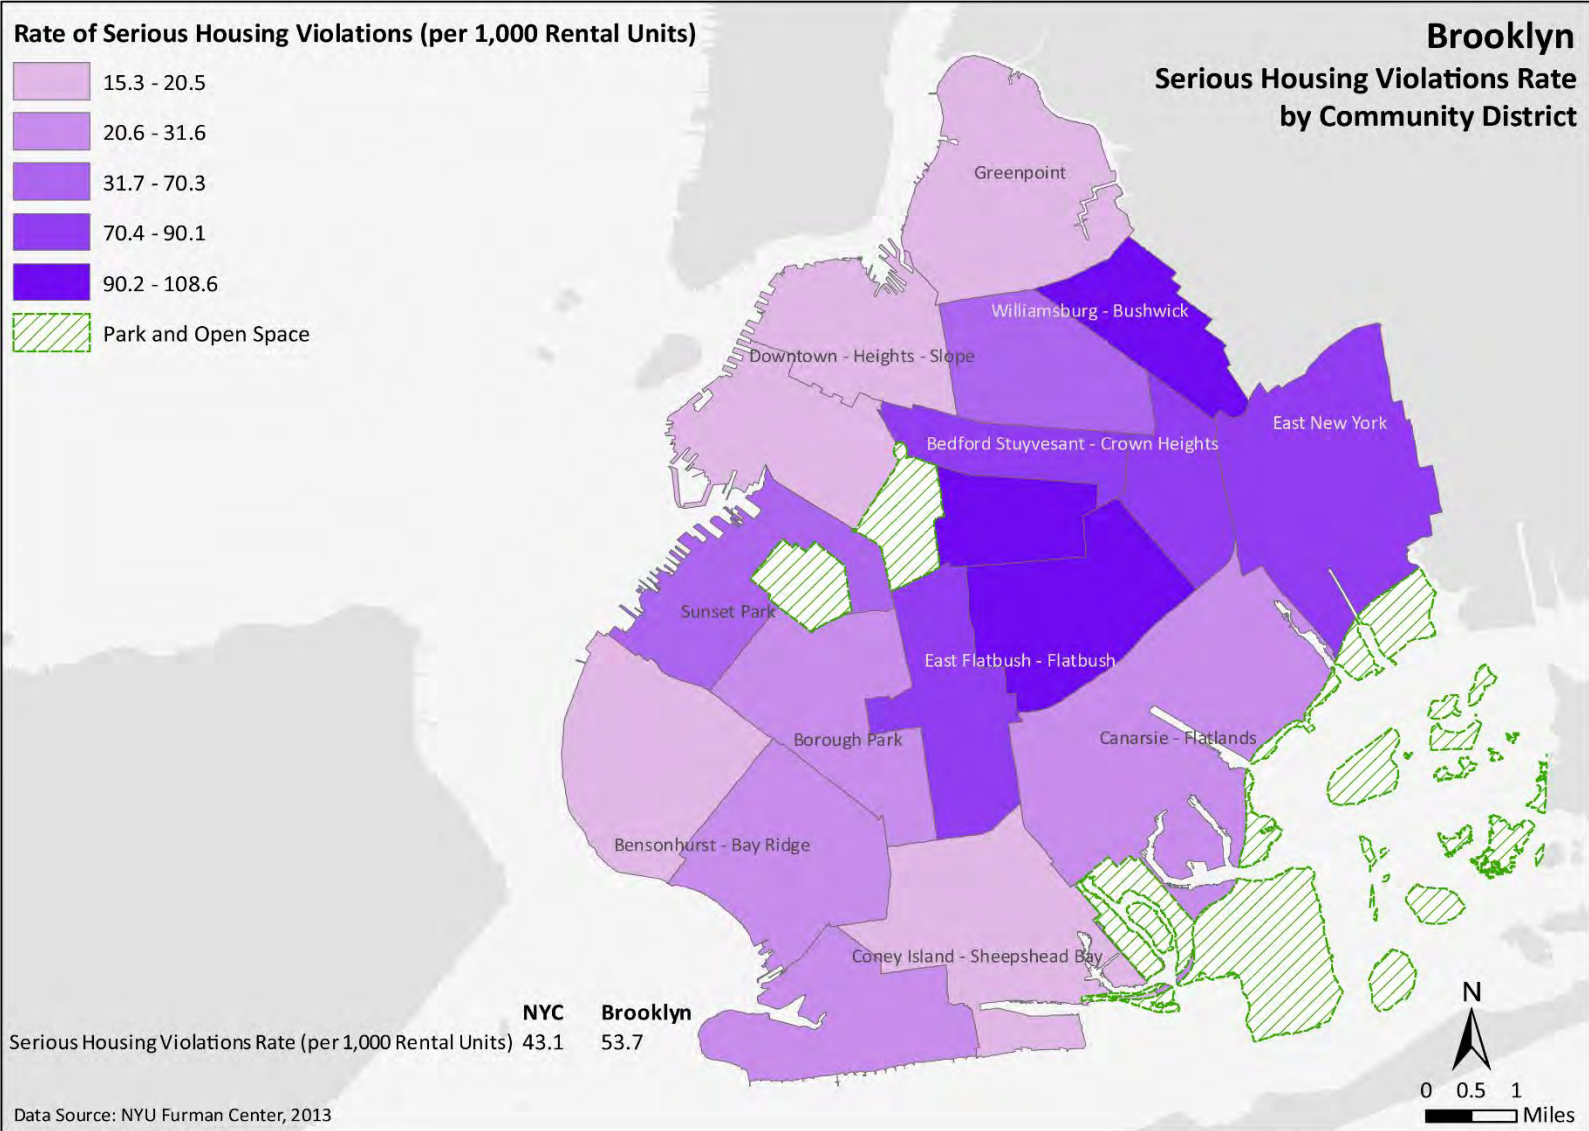 Rate of Serious Housing Violations (per 1,000 Rental Units)
15.3 - 20.5
20.6 - 31.6
31.7 - 70.3
70.4 - 90.1
90.2 - 108.6
Park and Open Space
Brooklyn
Serious Housing Violations Rate
by Community District
Greenpoint
Williamsburg - Bushwick
Downtown - Heights - Slope
East New York
Bedford Stuyvesant - Crown Heights
Sunset Park
East Flatbush - Flatbush
Borough Park
Canarsie - Flatlands
Bensonhurst - Bay Ridge
Coney Island - Sheepshead Bay
NYC Brooklyn
Serious Housing Violations Rate (per 1,000 Rental Units) 43.1 53.7
Data Source: NYU Furman Center, 2013
N
0 0.5 1
Miles